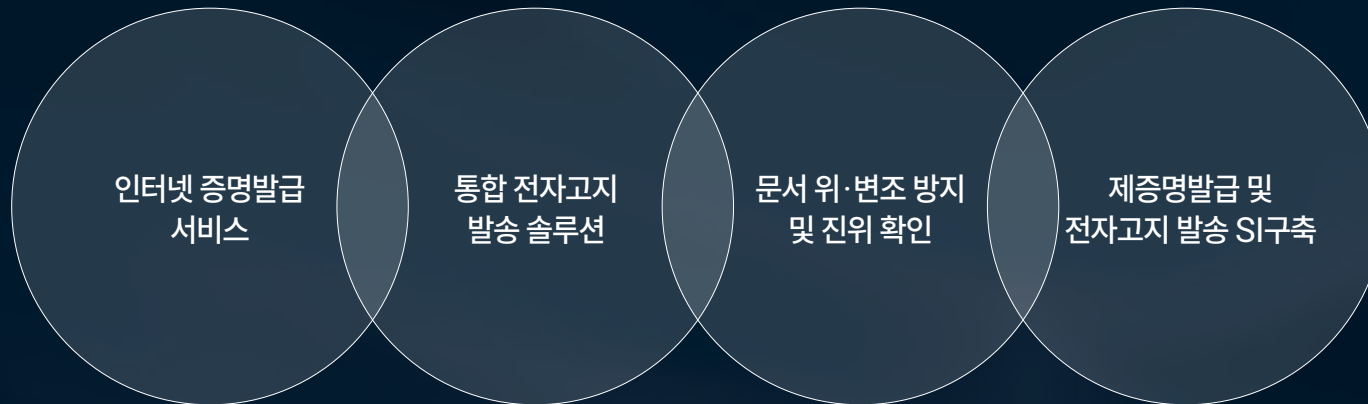 인터넷 증명발급
서비스
통합 전자고지
발송 솔루션
문서 위·변조 방지
및 진위 확인
제증명발급 및
전자고지 발송 SI구축